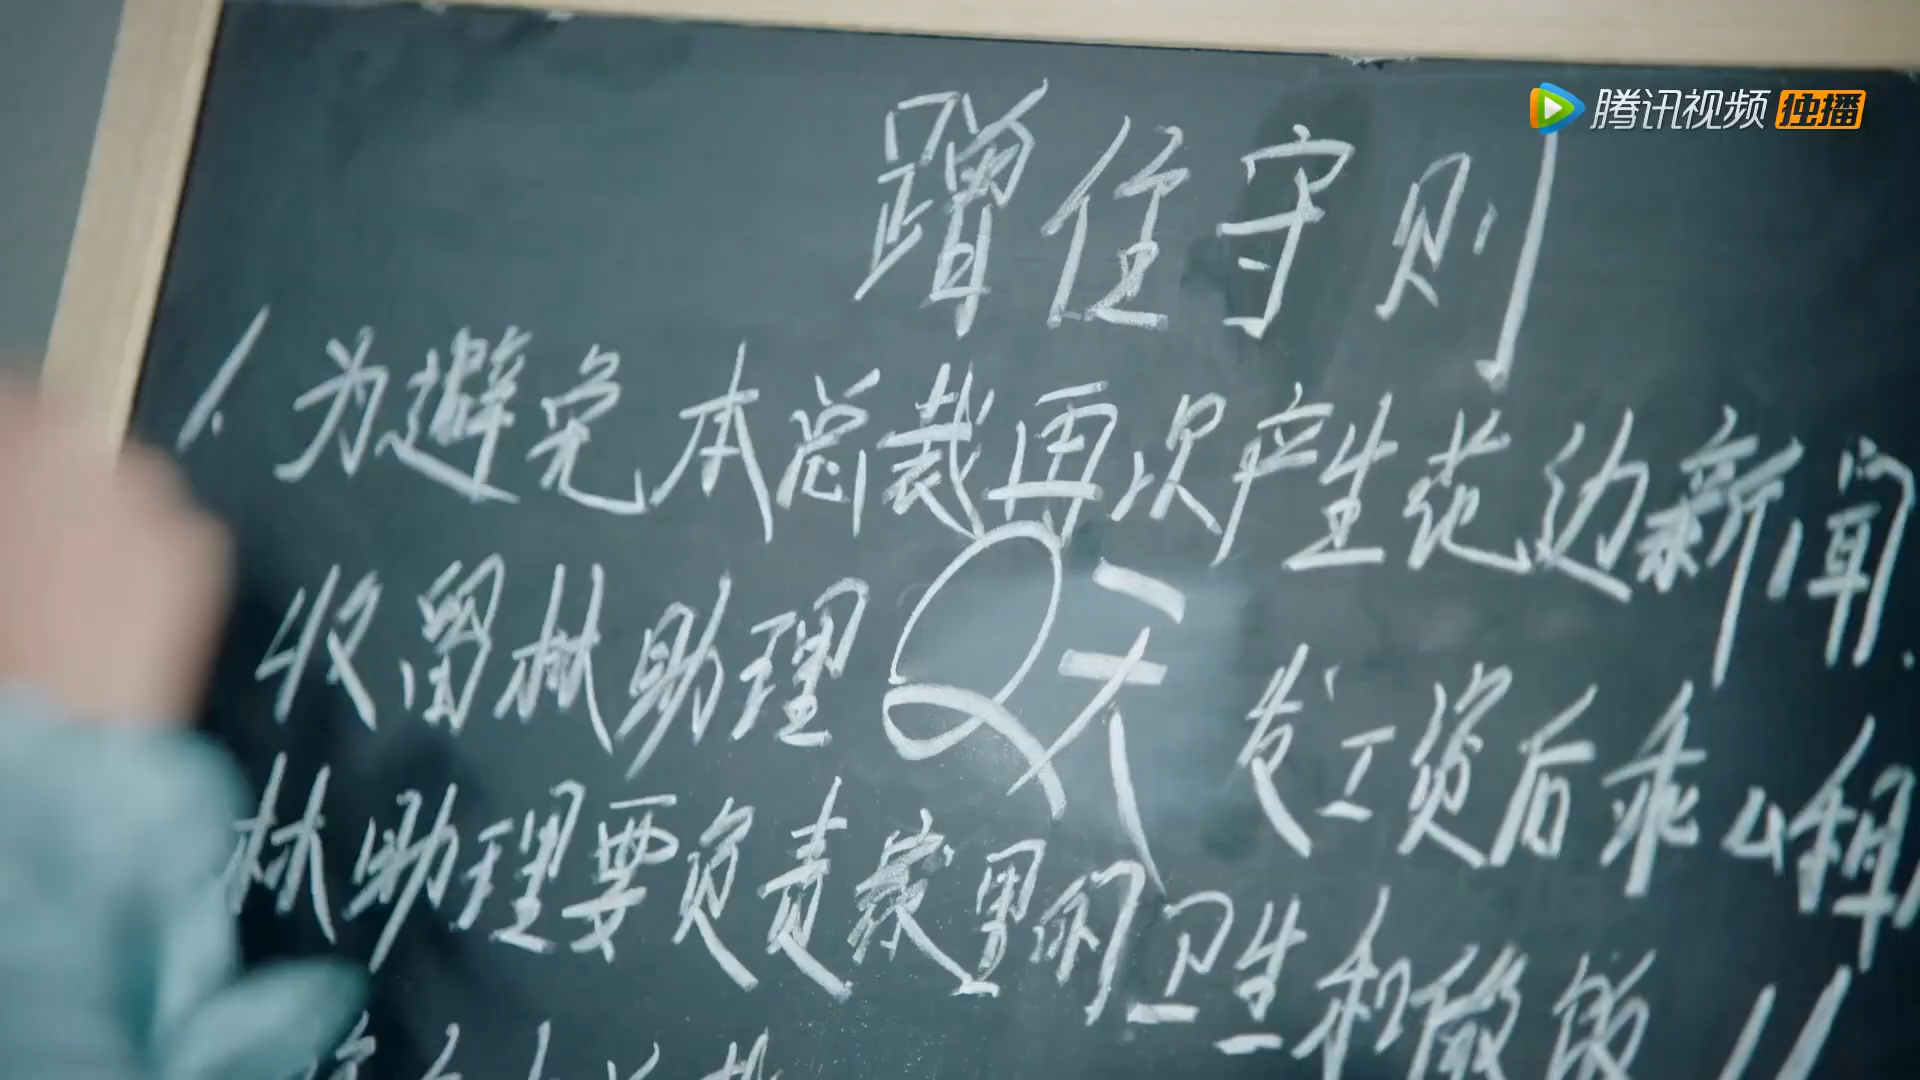 腾讯视频 独播
蹭住守则
1. 为避免本总裁再次产生花边新闻.
收留林助理2天 发工资后乖乖租
林助理要负责家里的卫生和做饭!!